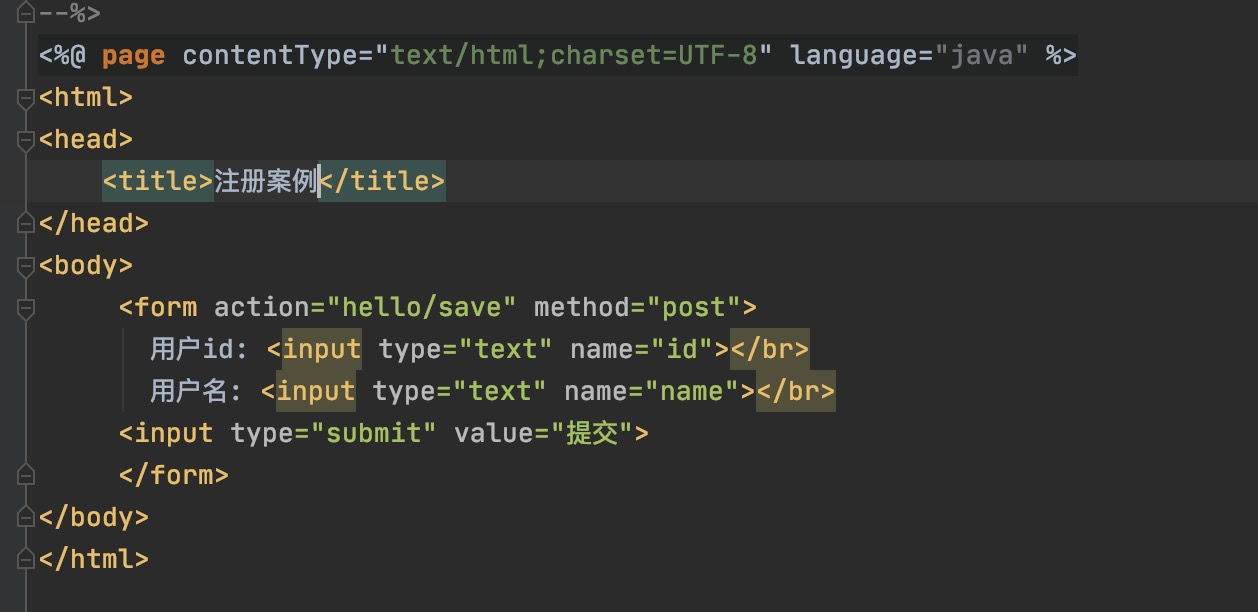 --%>
<%@ page contentType="text/html;charset=UTF-8" language="java" %>
<html>
<head>
    <title>注册案例</title>
</head>
<body>
     <form action="hello/save" method="post">
       用户id: <input type="text" name="id"></br>
       用户名: <input type="text" name="name"></br>
     <input type="submit" value="提交">
     </form>
</body>
</html>